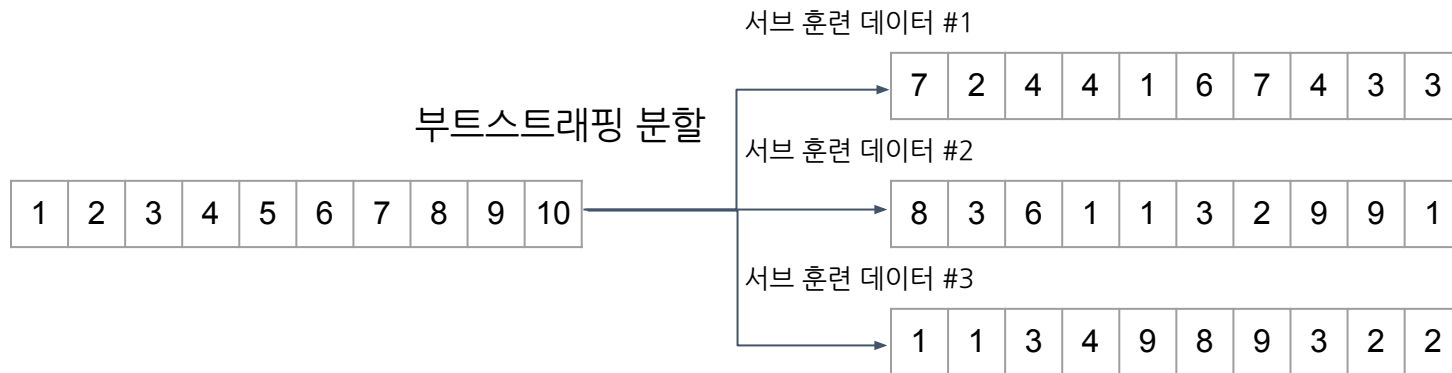 서브 훈련 데이터 #1
7 2 4 4 1 6 7 4 3 3
부트스트래핑 분할
서브 훈련 데이터 #2
1 2 3 4 5 6 7 8 9 10
8 3 6 1 1 3 2 9 9 1
서브 훈련 데이터 #3
1 1 3 4 9 8 9 3 2 2